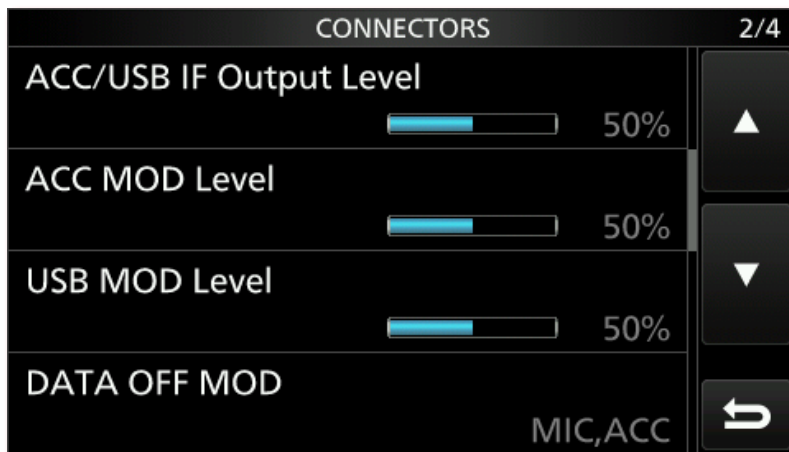 CONNECTORS 2/4
ACC/USB IF Output Level
50%
ACC MOD Level
50%
USB MOD Level
50%
DATA OFF MOD
MIC,ACC